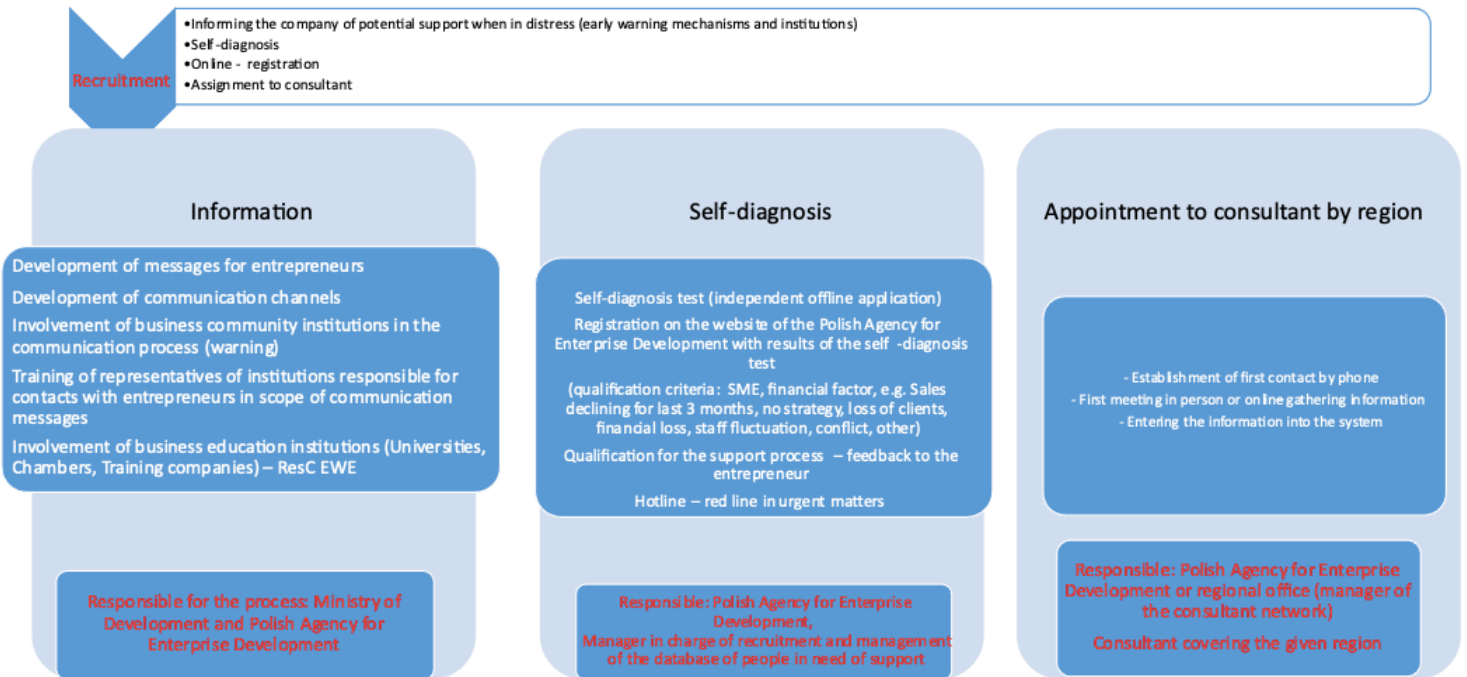 Recruitment
•Informing the company of potential support when in distress (early warning mechanisms and institutions)
•Self-diagnosis
•Online - registration
•Assignment to consultant
Information
Development of messages for entrepreneurs
Development of communication channels
Involvement of business community institutions in the
communication process (warning)
Training of representatives of institutions responsible for
contacts with entrepreneurs in scope of communication
messages
Involvement of business education institutions (Universities,
Chambers, Training companies) – ResC EWE
Responsible for the process: Ministry of
Development and Polish Agency for
Enterprise Development
Self-diagnosis
Self-diagnosis test (independent offline application)
Registration on the website of the Polish Agency for
Enterprise Development with results of the self -diagnosis
test
(qualification criteria: SME, financial factor, e.g. Sales
declining for last 3 months, no strategy, loss of clients,
financial loss, staff fluctuation, conflict, other)
Qualification for the support process – feedback to the
entrepreneur
Hotline – red line in urgent matters
Responsible: Polish Agency for Enterprise
Development,
Manager in charge of recruitment and management
of the database of people in need of support
Appointment to consultant by region
- Establishment of first contact by phone
- First meeting in person or online gathering information
- Entering the information into the system
Responsible: Polish Agency for Enterprise
Development or regional office (manager of
the consultant network)
Consultant covering the given region